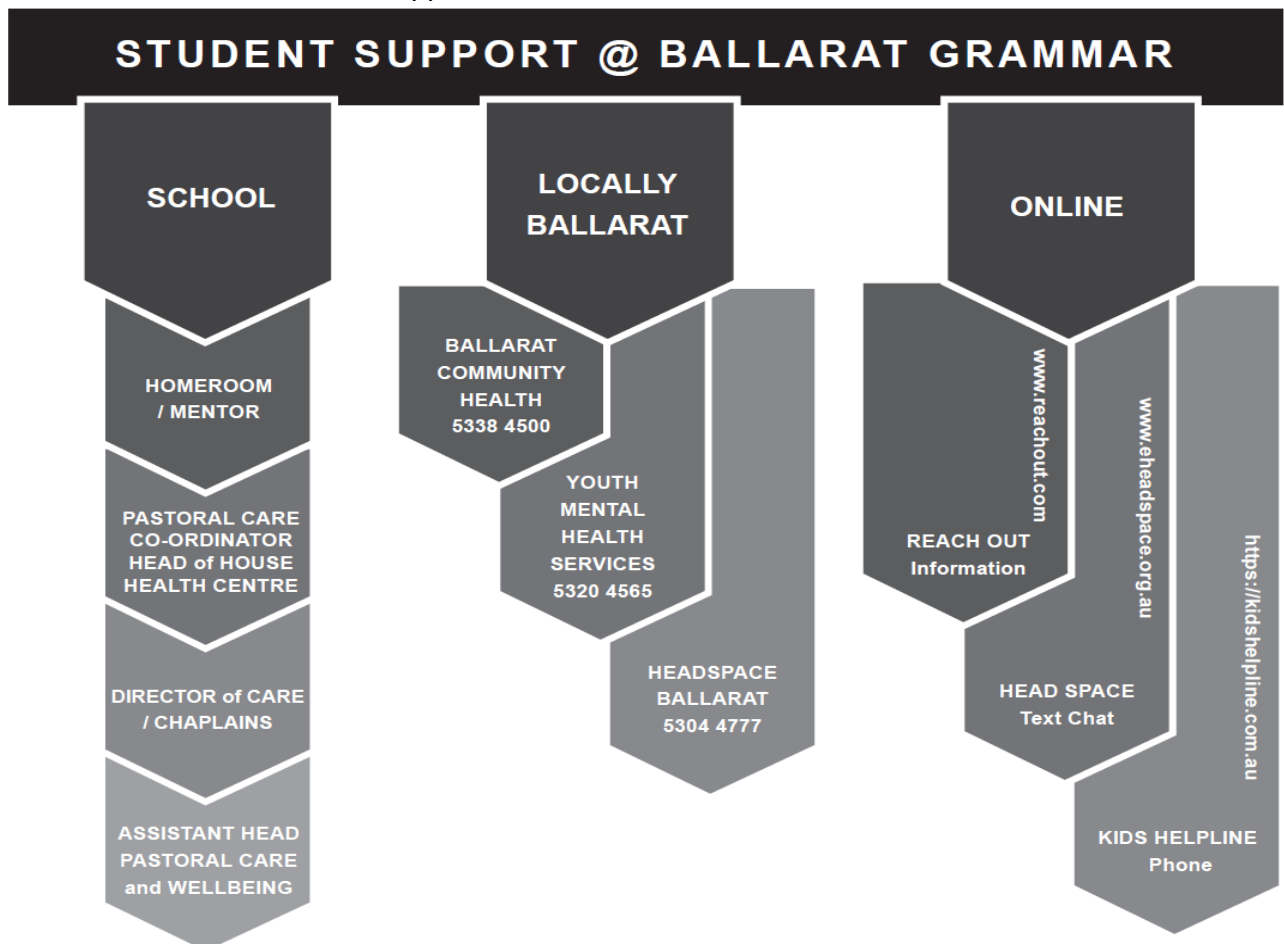 STUDENT SUPPORT @ BALLARAT GRAMMAR
SCHOOL
HOMEROOM
/ MENTOR
PASTORAL CARE
CO-ORDINATOR
HEAD of HOUSE
HEALTH CENTRE
DIRECTOR of CARE
/ CHAPLAINS
ASSISTANT HEAD
PASTORAL CARE
and WELLBEING
LOCALLY
BALLARAT
BALLARAT
COMMUNITY
HEALTH
5338 4500
YOUTH
MENTAL
HEALTH
SERVICES
5320 4565
HEADSPACE
BALLARAT
5304 4777
ONLINE
www.reachout.com
REACH OUT
Information
www.eheadspace.org.au
HEAD SPACE
Text Chat
https://kidshelpline.com.au
KIDS HELPLINE
Phone